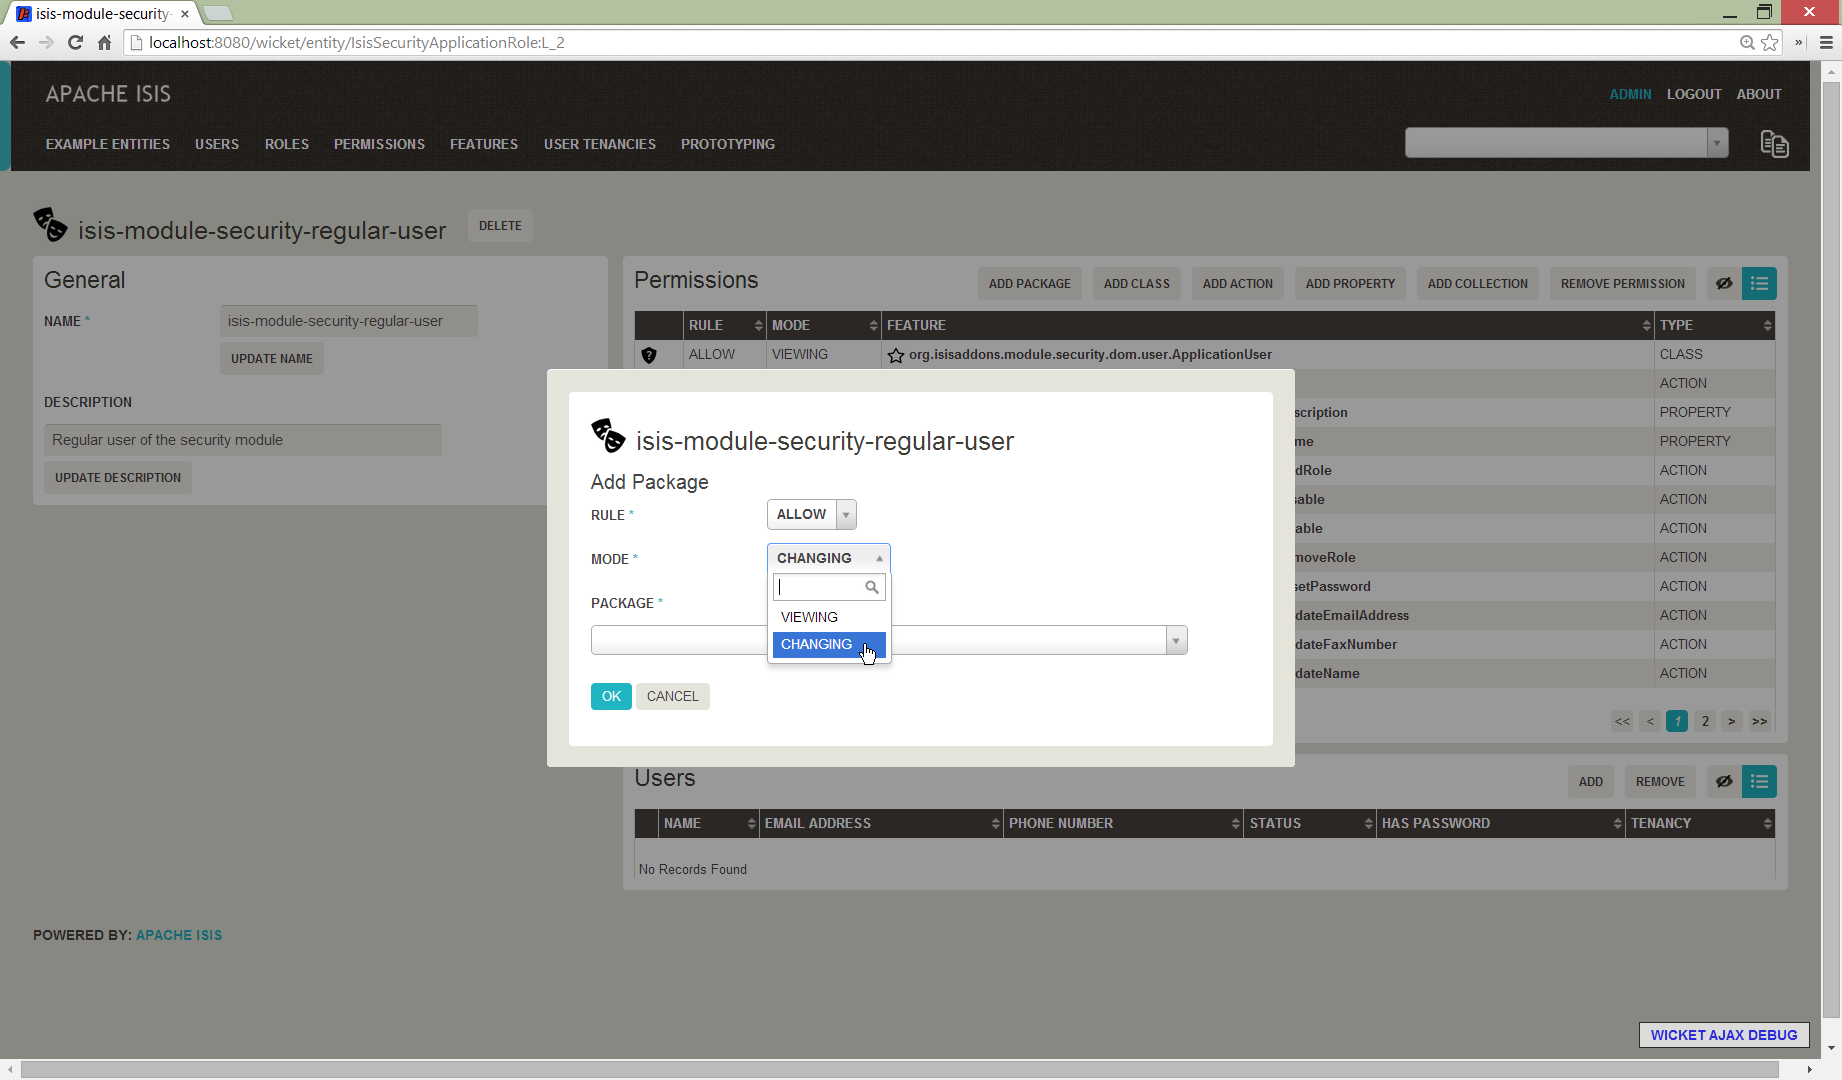 isis-module-security-
localhost:8080/wicket/entity/IsisSecurityApplicationRole:L_2
APACHE ISIS
ADMIN LOGOUT ABOUT
EXAMPLE ENTITIES USERS ROLES PERMISSIONS FEATURES USER TENANCIES PROTOTYPING
isis-module-security-regular-user DELETE
General
NAME * isis-module-security-regular-user
UPDATE NAME
DESCRIPTION
Regular user of the security module
UPDATE DESCRIPTION
Permissions ADD PACKAGE ADD CLASS ADD ACTION ADD PROPERTY ADD COLLECTION REMOVE PERMISSION
RULE MODE FEATURE TYPE
ALLOW VIEWING org.isisaddons.module.security.dom.user.ApplicationUser CLASS
ACTION
scription PROPERTY
me PROPERTY
dRole ACTION
sable ACTION
able ACTION
moveRole ACTION
setPassword ACTION
dateEmailAddress ACTION
dateFaxNumber ACTION
dateName ACTION
<< < 1 2 > >>
isis-module-security-regular-user
Add Package
RULE * ALLOW
MODE * CHANGING
VIEWING
CHANGING
PACKAGE *
OK CANCEL
Users ADD REMOVE
NAME EMAIL ADDRESS PHONE NUMBER STATUS HAS PASSWORD TENANCY
No Records Found
POWERED BY: APACHE ISIS
WICKET AJAX DEBUG